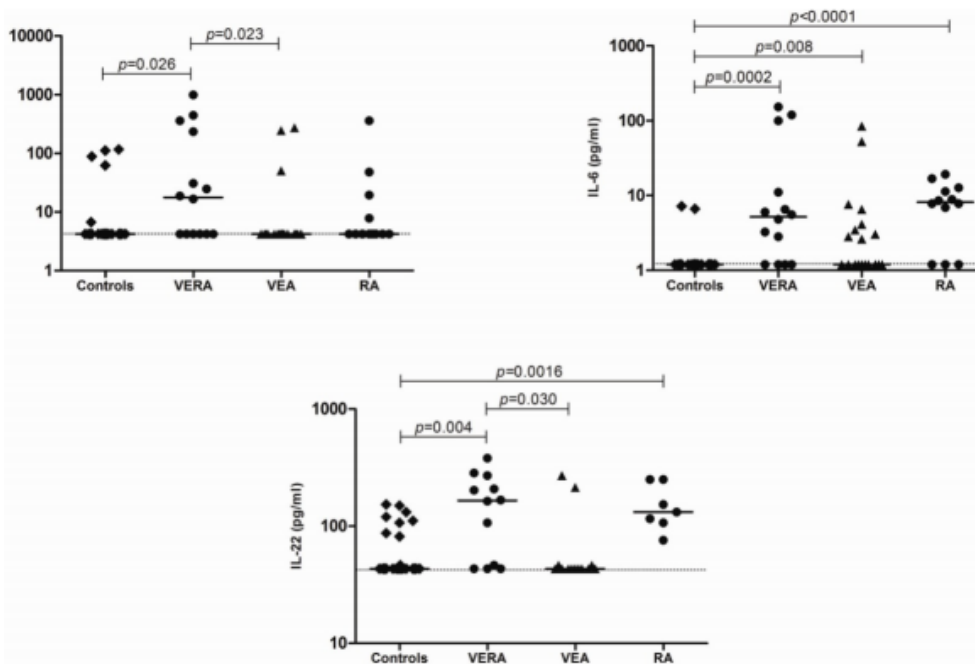 10000
1000
100
10
1
p=0.023
p=0.026
Controls VERA VEA RA
p<0.0001
p=0.008
p=0.0002
IL-6 (pg/ml)
1000
100
10
1
Controls VERA VEA RA
p=0.0016
p=0.030
p=0.004
IL-22 (pg/ml)
1000
100
10
Controls VERA VEA RA